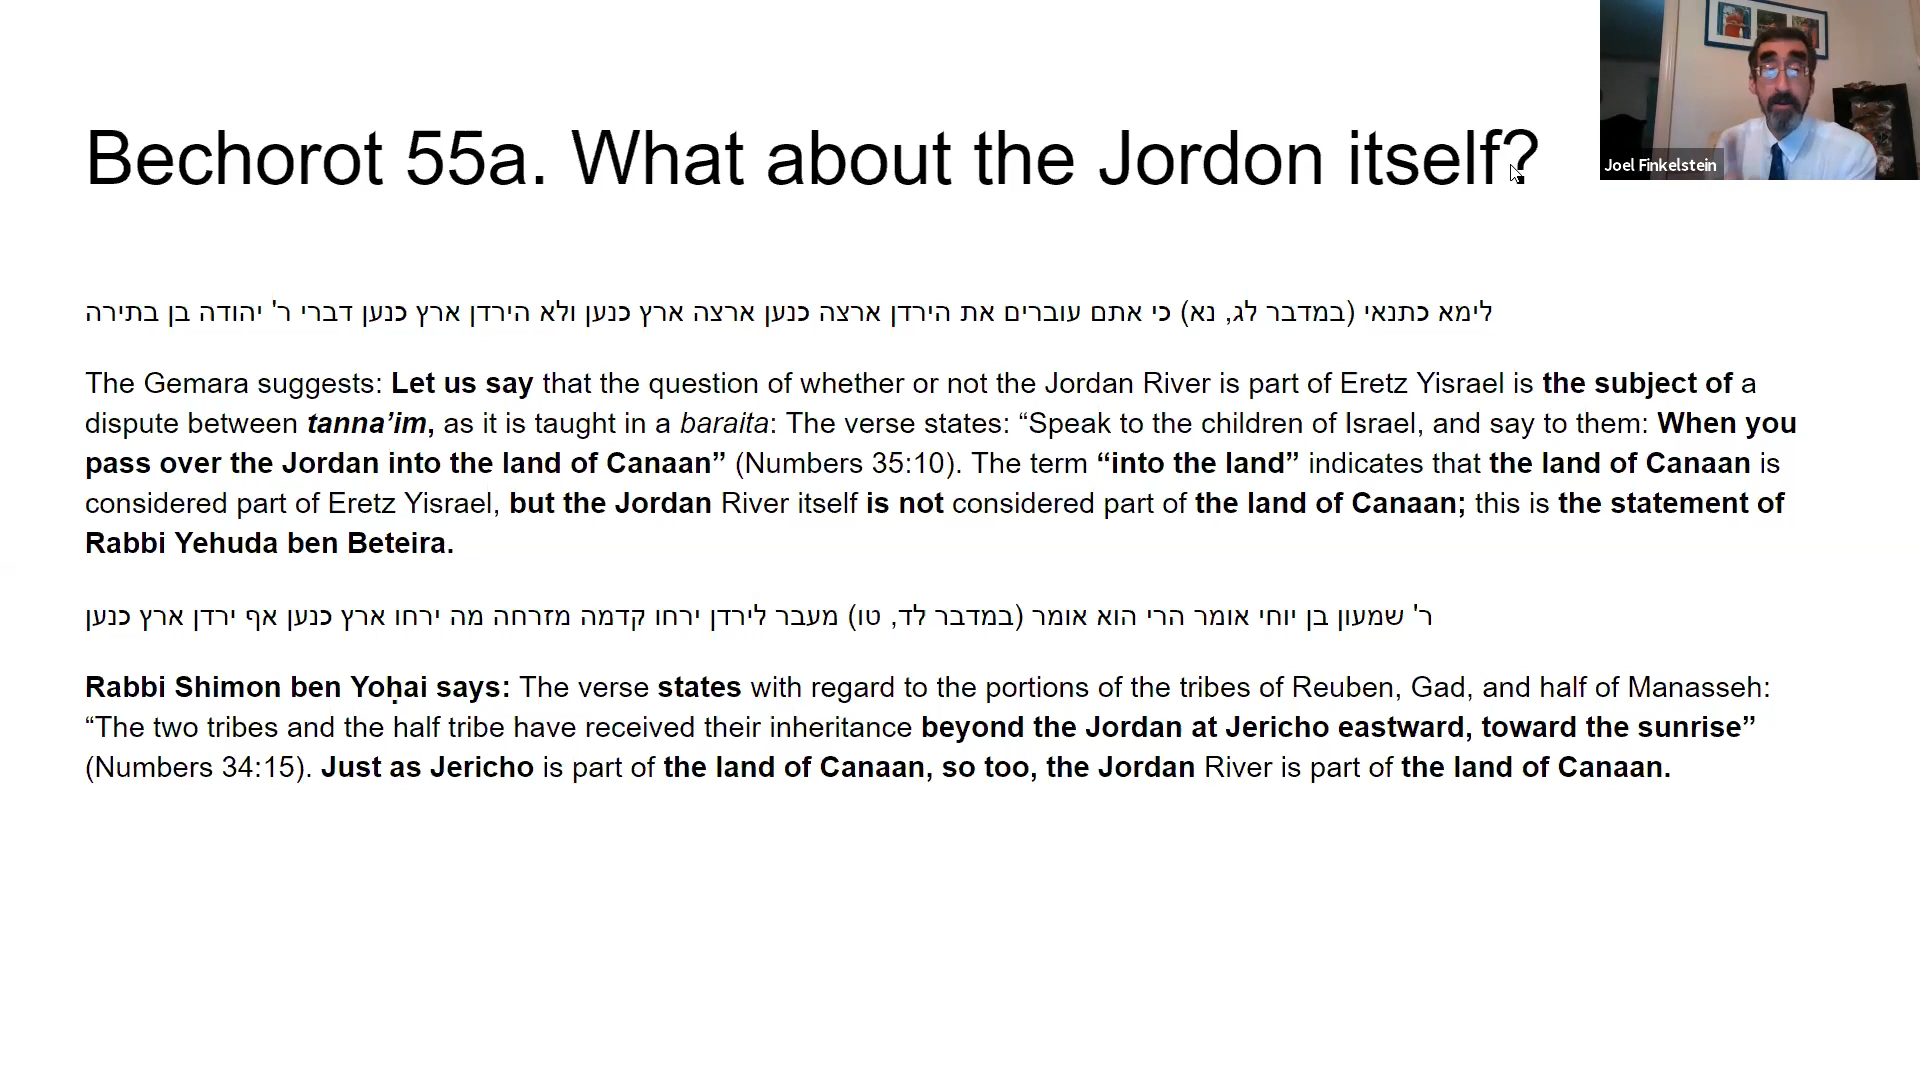 Bechorot 55a. What about the Jordon itself?
Joel Finkelstein
לימא כתנאי (במדבר לג, נא) כי אתם עוברים את הירדן ארצה כנען ארצה ארץ כנען ולא הירדן ארץ כנען דברי ר' יהודה בן בתירה
The Gemara suggests: Let us say that the question of whether or not the Jordan River is part of Eretz Yisrael is the subject of a
dispute between tanna’im, as it is taught in a baraita: The verse states: “Speak to the children of Israel, and say to them: When you
pass over the Jordan into the land of Canaan” (Numbers 35:10). The term “into the land” indicates that the land of Canaan is
considered part of Eretz Yisrael, but the Jordan River itself is not considered part of the land of Canaan; this is the statement of
Rabbi Yehuda ben Beteira.
ר' שמעון בן יוחי אומר הרי הוא אומר (במדבר לד, טו) מעבר לירדן ירחו קדמה מזרחה מה ירחו ארץ כנען אף ירדן ארץ כנען
Rabbi Shimon ben Yoḥai says: The verse states with regard to the portions of the tribes of Reuben, Gad, and half of Manasseh:
“The two tribes and the half tribe have received their inheritance beyond the Jordan at Jericho eastward, toward the sunrise”
(Numbers 34:15). Just as Jericho is part of the land of Canaan, so too, the Jordan River is part of the land of Canaan.